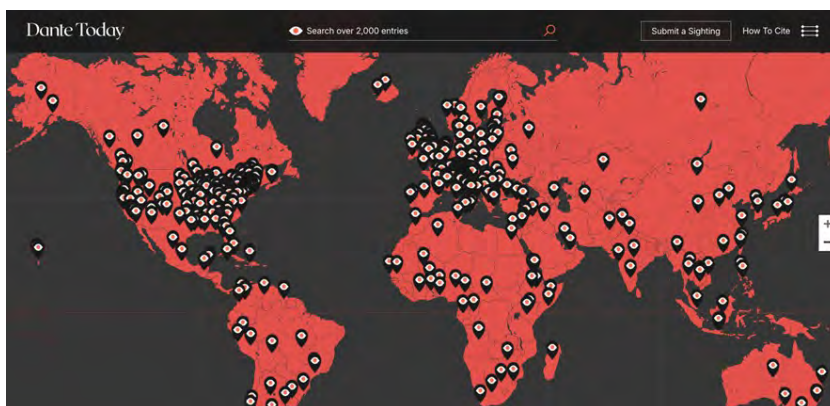 Dante Today
Search over 2,000 entries
Submit a Sighting
How To Cite
+
−